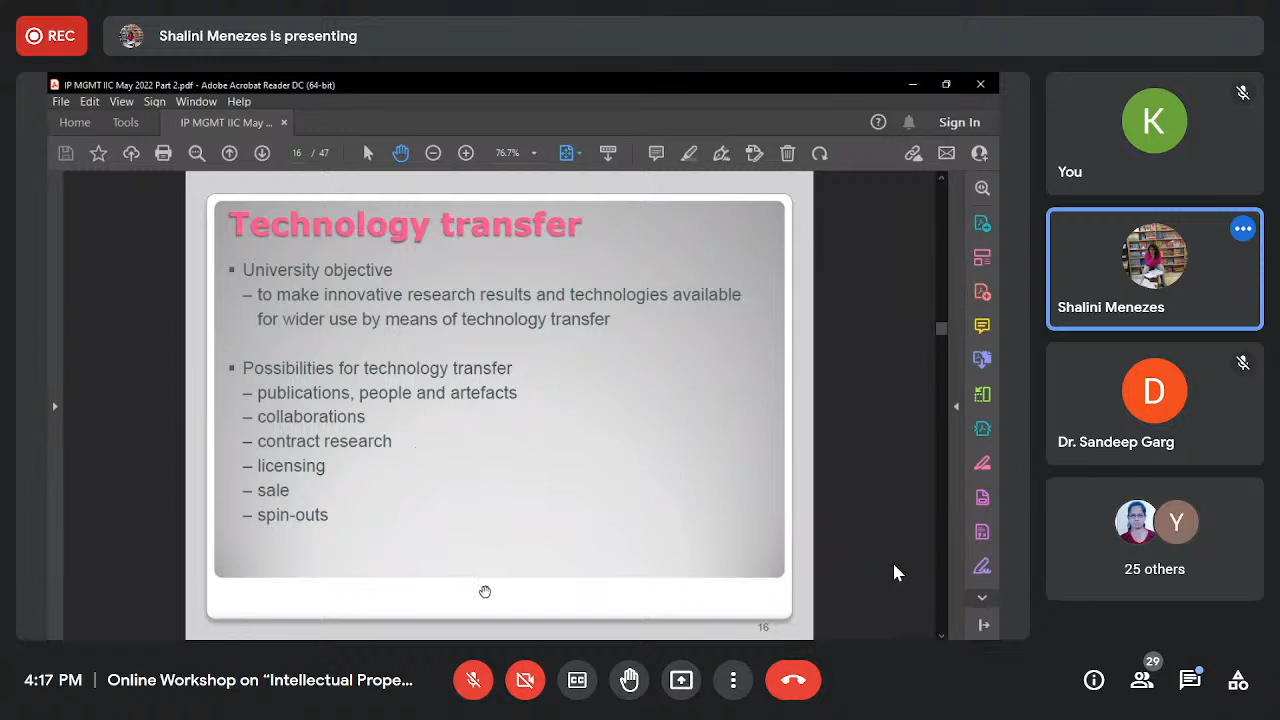 REC
Shalini Menezes is presenting
IP MGMT IIC May 2022 Part 2.pdf - Adobe Acrobat Reader DC (64-bit)
File Edit View Sign Window Help
Home Tools IP MGMT IIC May ... × Sign In
16 / 47 76.7%
Technology transfer
▪ University objective
– to make innovative research results and technologies available
for wider use by means of technology transfer
▪ Possibilities for technology transfer
– publications, people and artefacts
– collaborations
– contract research
– licensing
– sale
– spin-outs
16
K
You
Shalini Menezes
D
Dr. Sandeep Garg
Y
25 others
4:17 PM | Online Workshop on “Intellectual Prope...
29